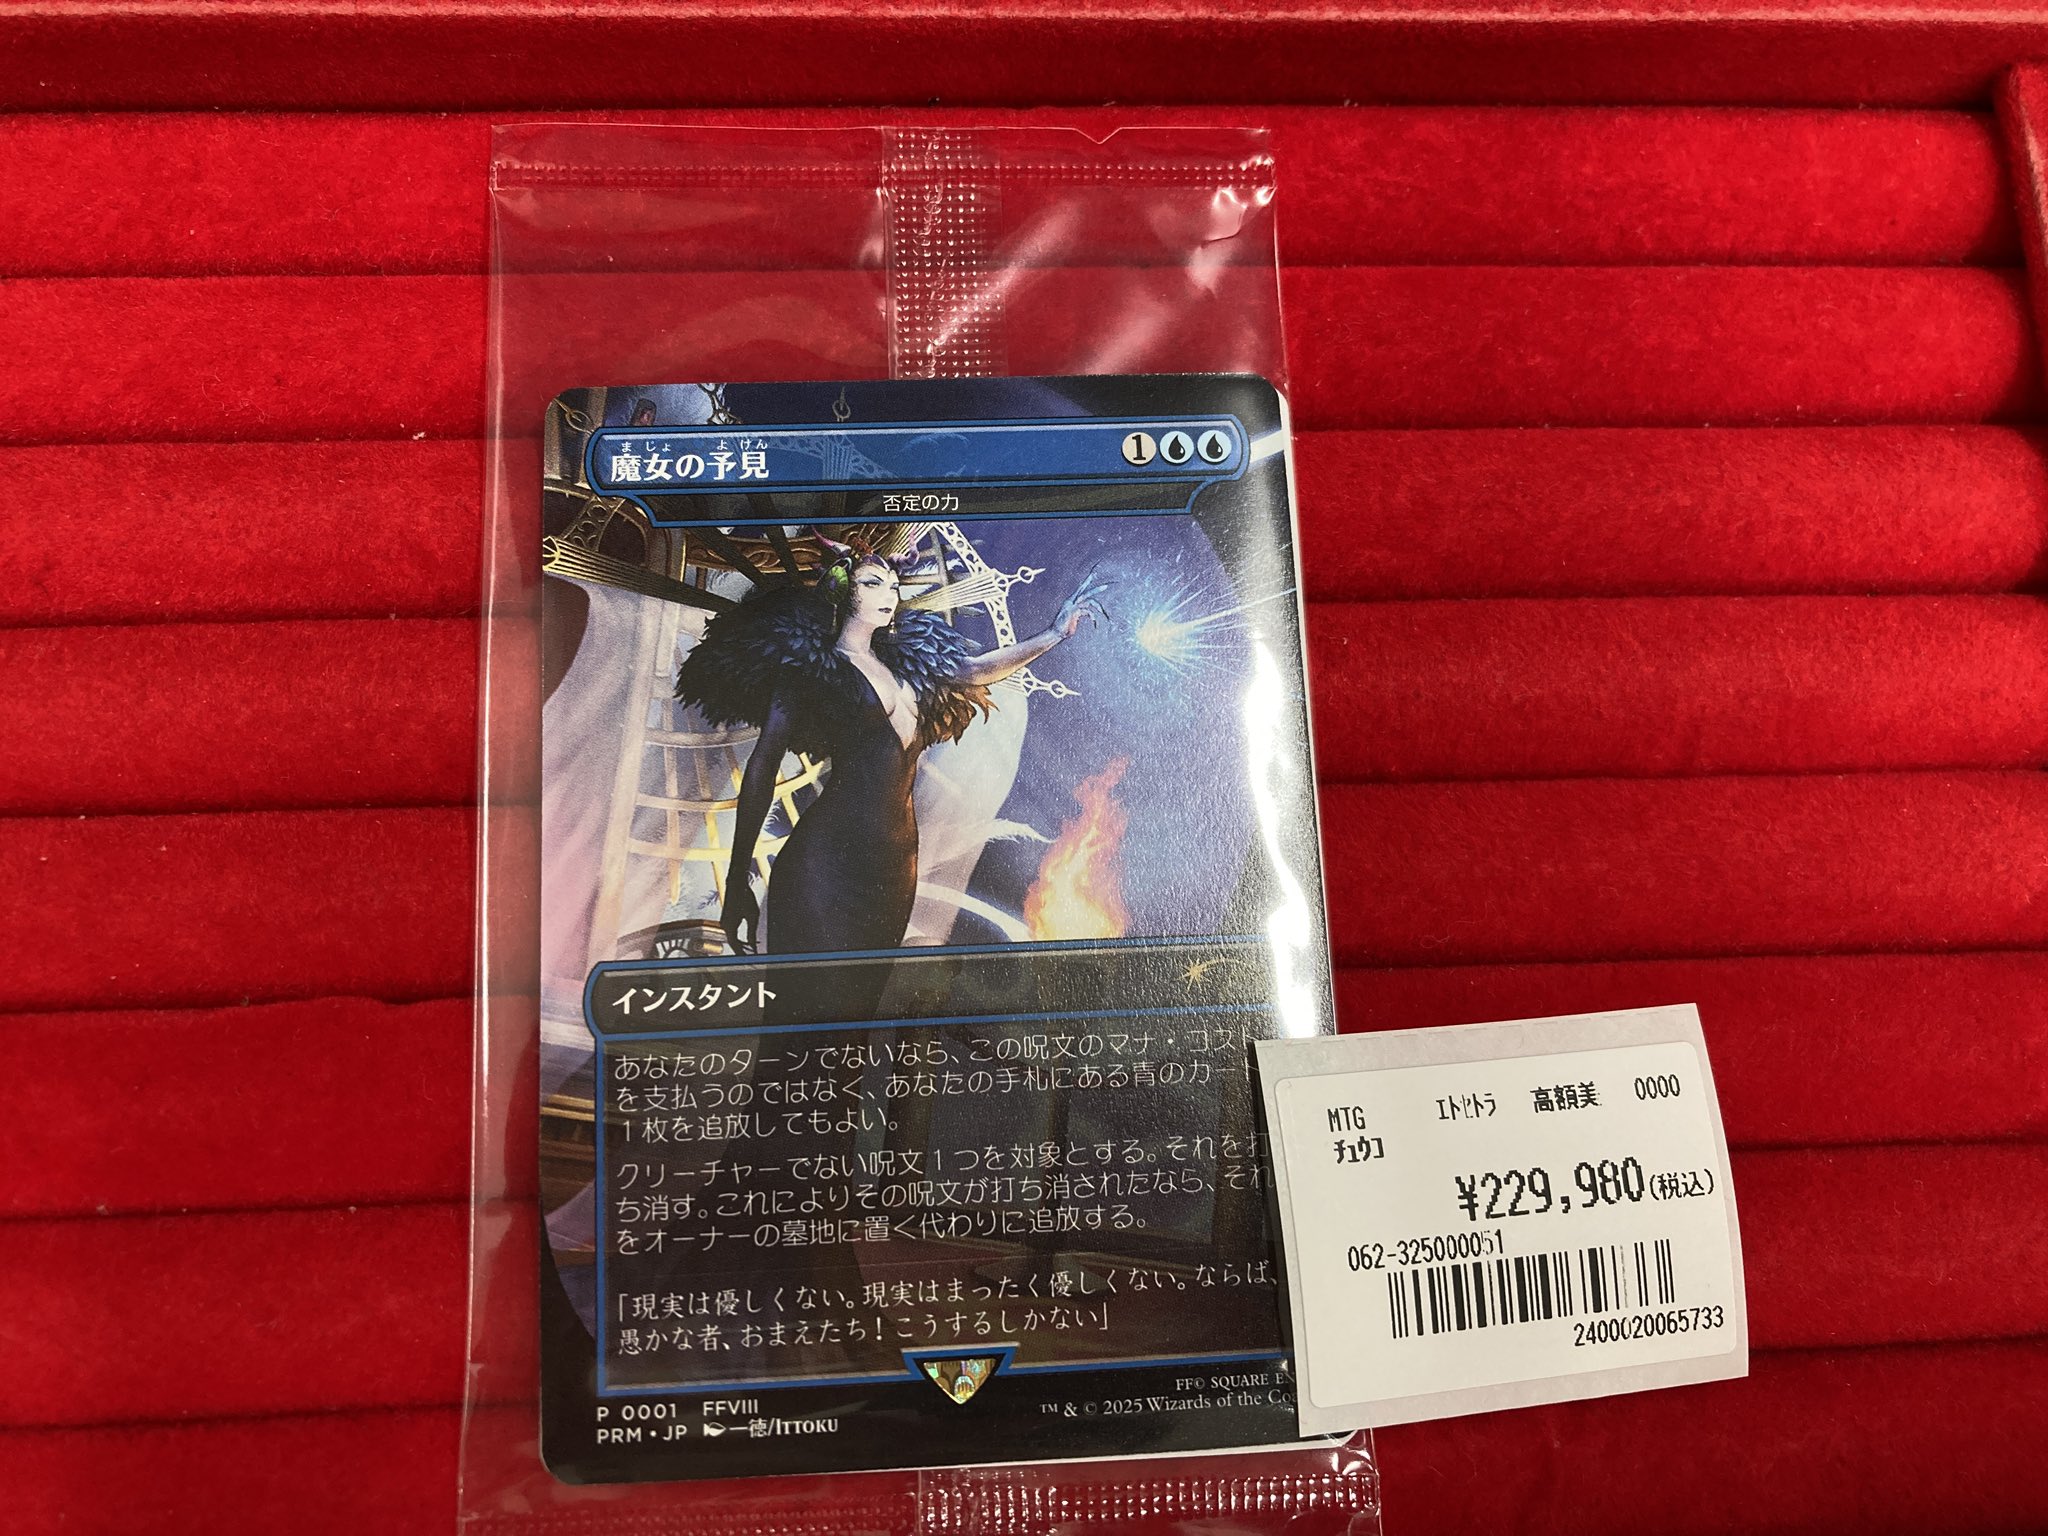 まじょ よけん
魔女の予見 1
否定の力
インスタント
あなたのターンでないなら、この呪文のマナ・コスト
を支払うのではなく、あなたの手札にある青のカード
1枚を追放してもよい。
クリーチャーでない呪文1つを対象とする。それを打
ち消す。これによりその呪文が打ち消されたなら、それ
をオーナーの墓地に置く代わりに追放する。
「現実は優しくない。現実はまったく優しくない。ならば、
愚かな者、おまえたち!こうするしかない」
P 0001 FFVIII
PRM • JP 一徳/ITTOKU
FF© SQUARE
™ & © 2025 Wizards of the
MTG ｴﾄｾﾄﾗ 高額美 0000
ﾁｭｳｺ
¥229,980(税込)
062-325000051
2400020065733